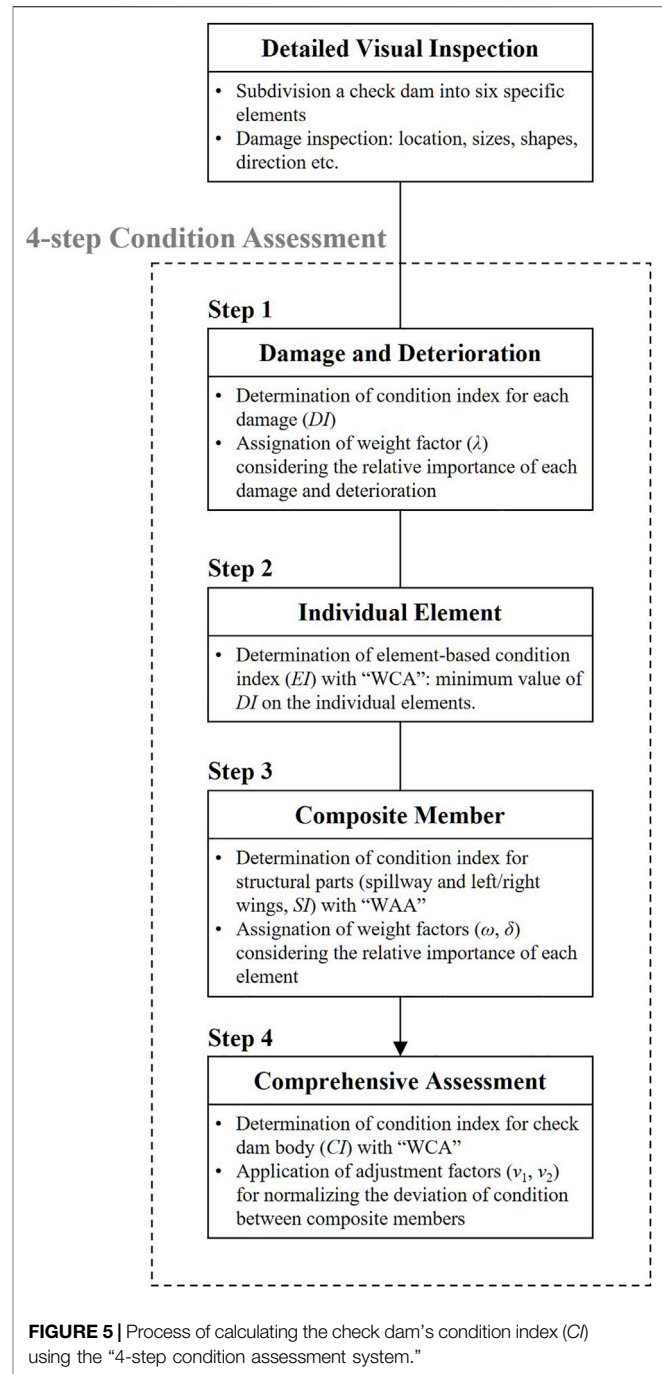 Detailed Visual Inspection
• Subdivision a check dam into six specific
elements
• Damage inspection: location, sizes, shapes,
direction etc.
4-step Condition Assessment
Step 1
Damage and Deterioration
• Determination of condition index for each
damage (DI)
• Assignation of weight factor (λ)
considering the relative importance of each
damage and deterioration
Step 2
Individual Element
• Determination of element-based condition
index (EI) with “WCA”: minimum value of
DI on the individual elements.
Step 3
Composite Member
• Determination of condition index for
structural parts (spillway and left/right
wings, SI) with “WAA”
• Assignation of weight factors (ω, δ)
considering the relative importance of each
element
Step 4
Comprehensive Assessment
• Determination of condition index for check
dam body (CI) with “WCA”
• Application of adjustment factors (ν₁, ν₂)
for normalizing the deviation of condition
between composite members
FIGURE 5 | Process of calculating the check dam’s condition index (CI)
using the “4-step condition assessment system.”